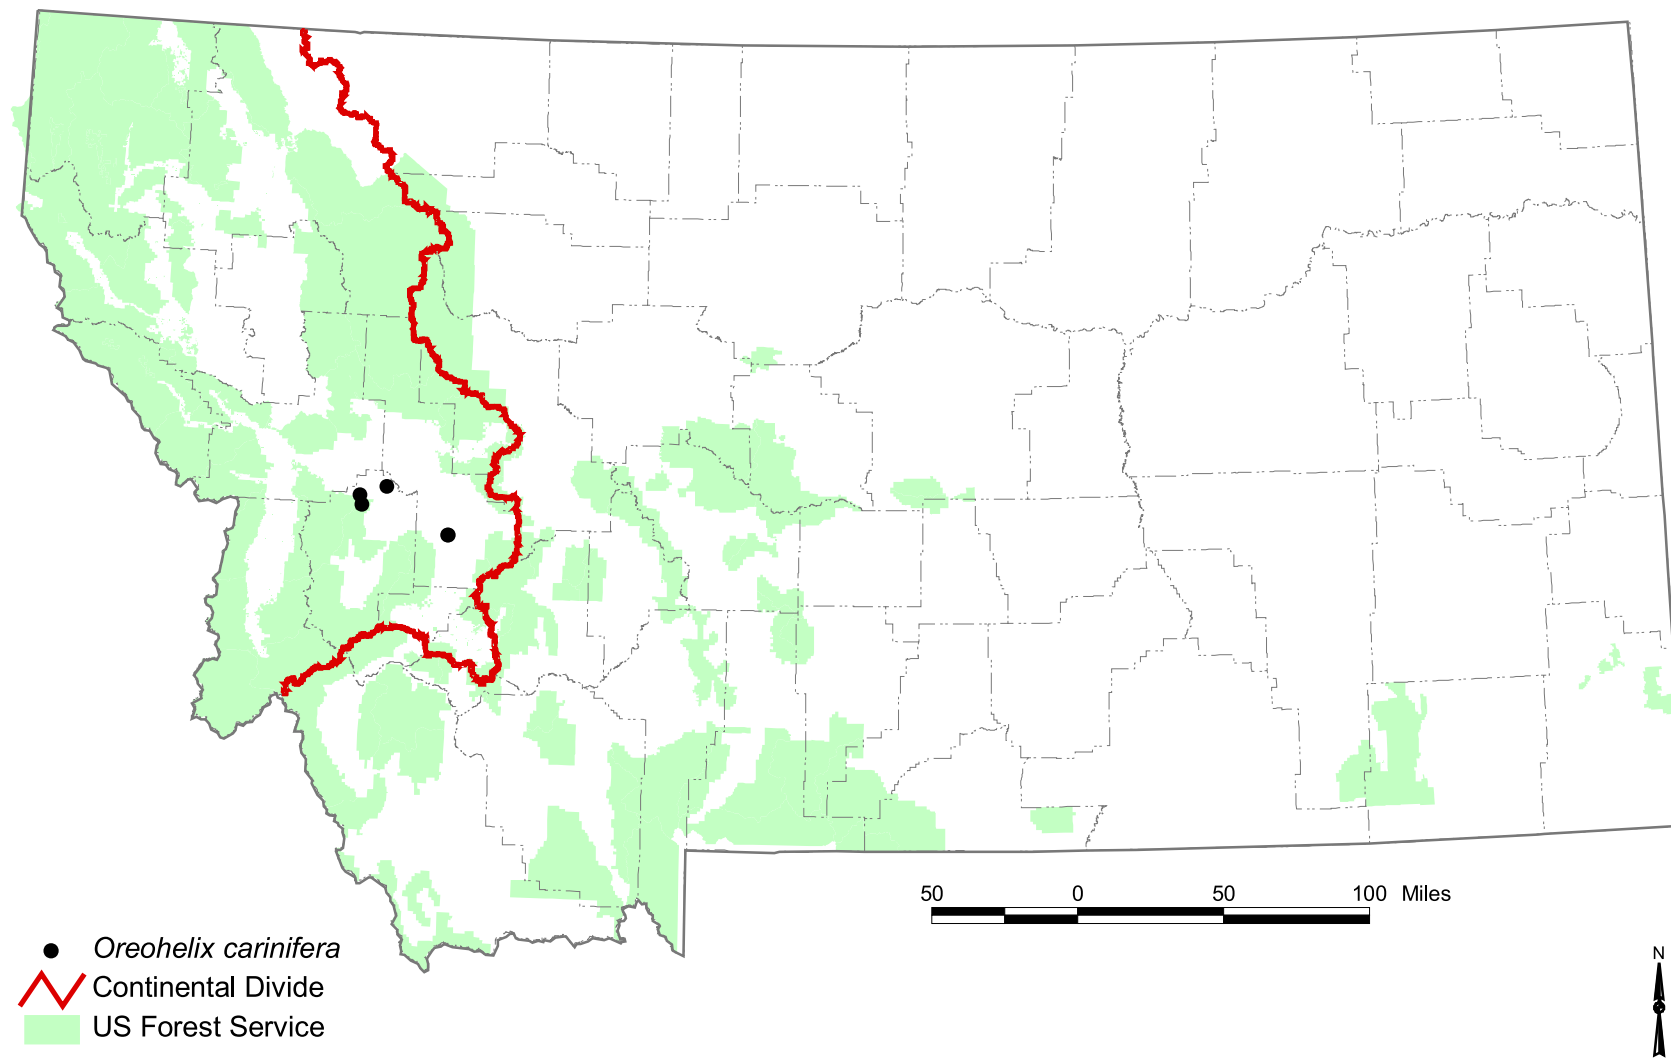 50 0 50 100 Miles
Oreohelix carinifera
Continental Divide
US Forest Service
N